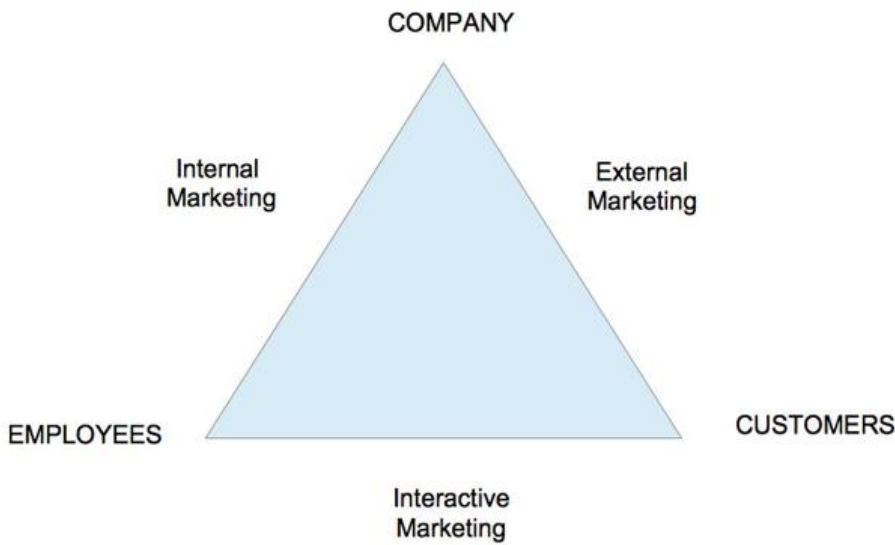 COMPANY
Internal
Marketing
External
Marketing
EMPLOYEES
CUSTOMERS
Interactive
Marketing